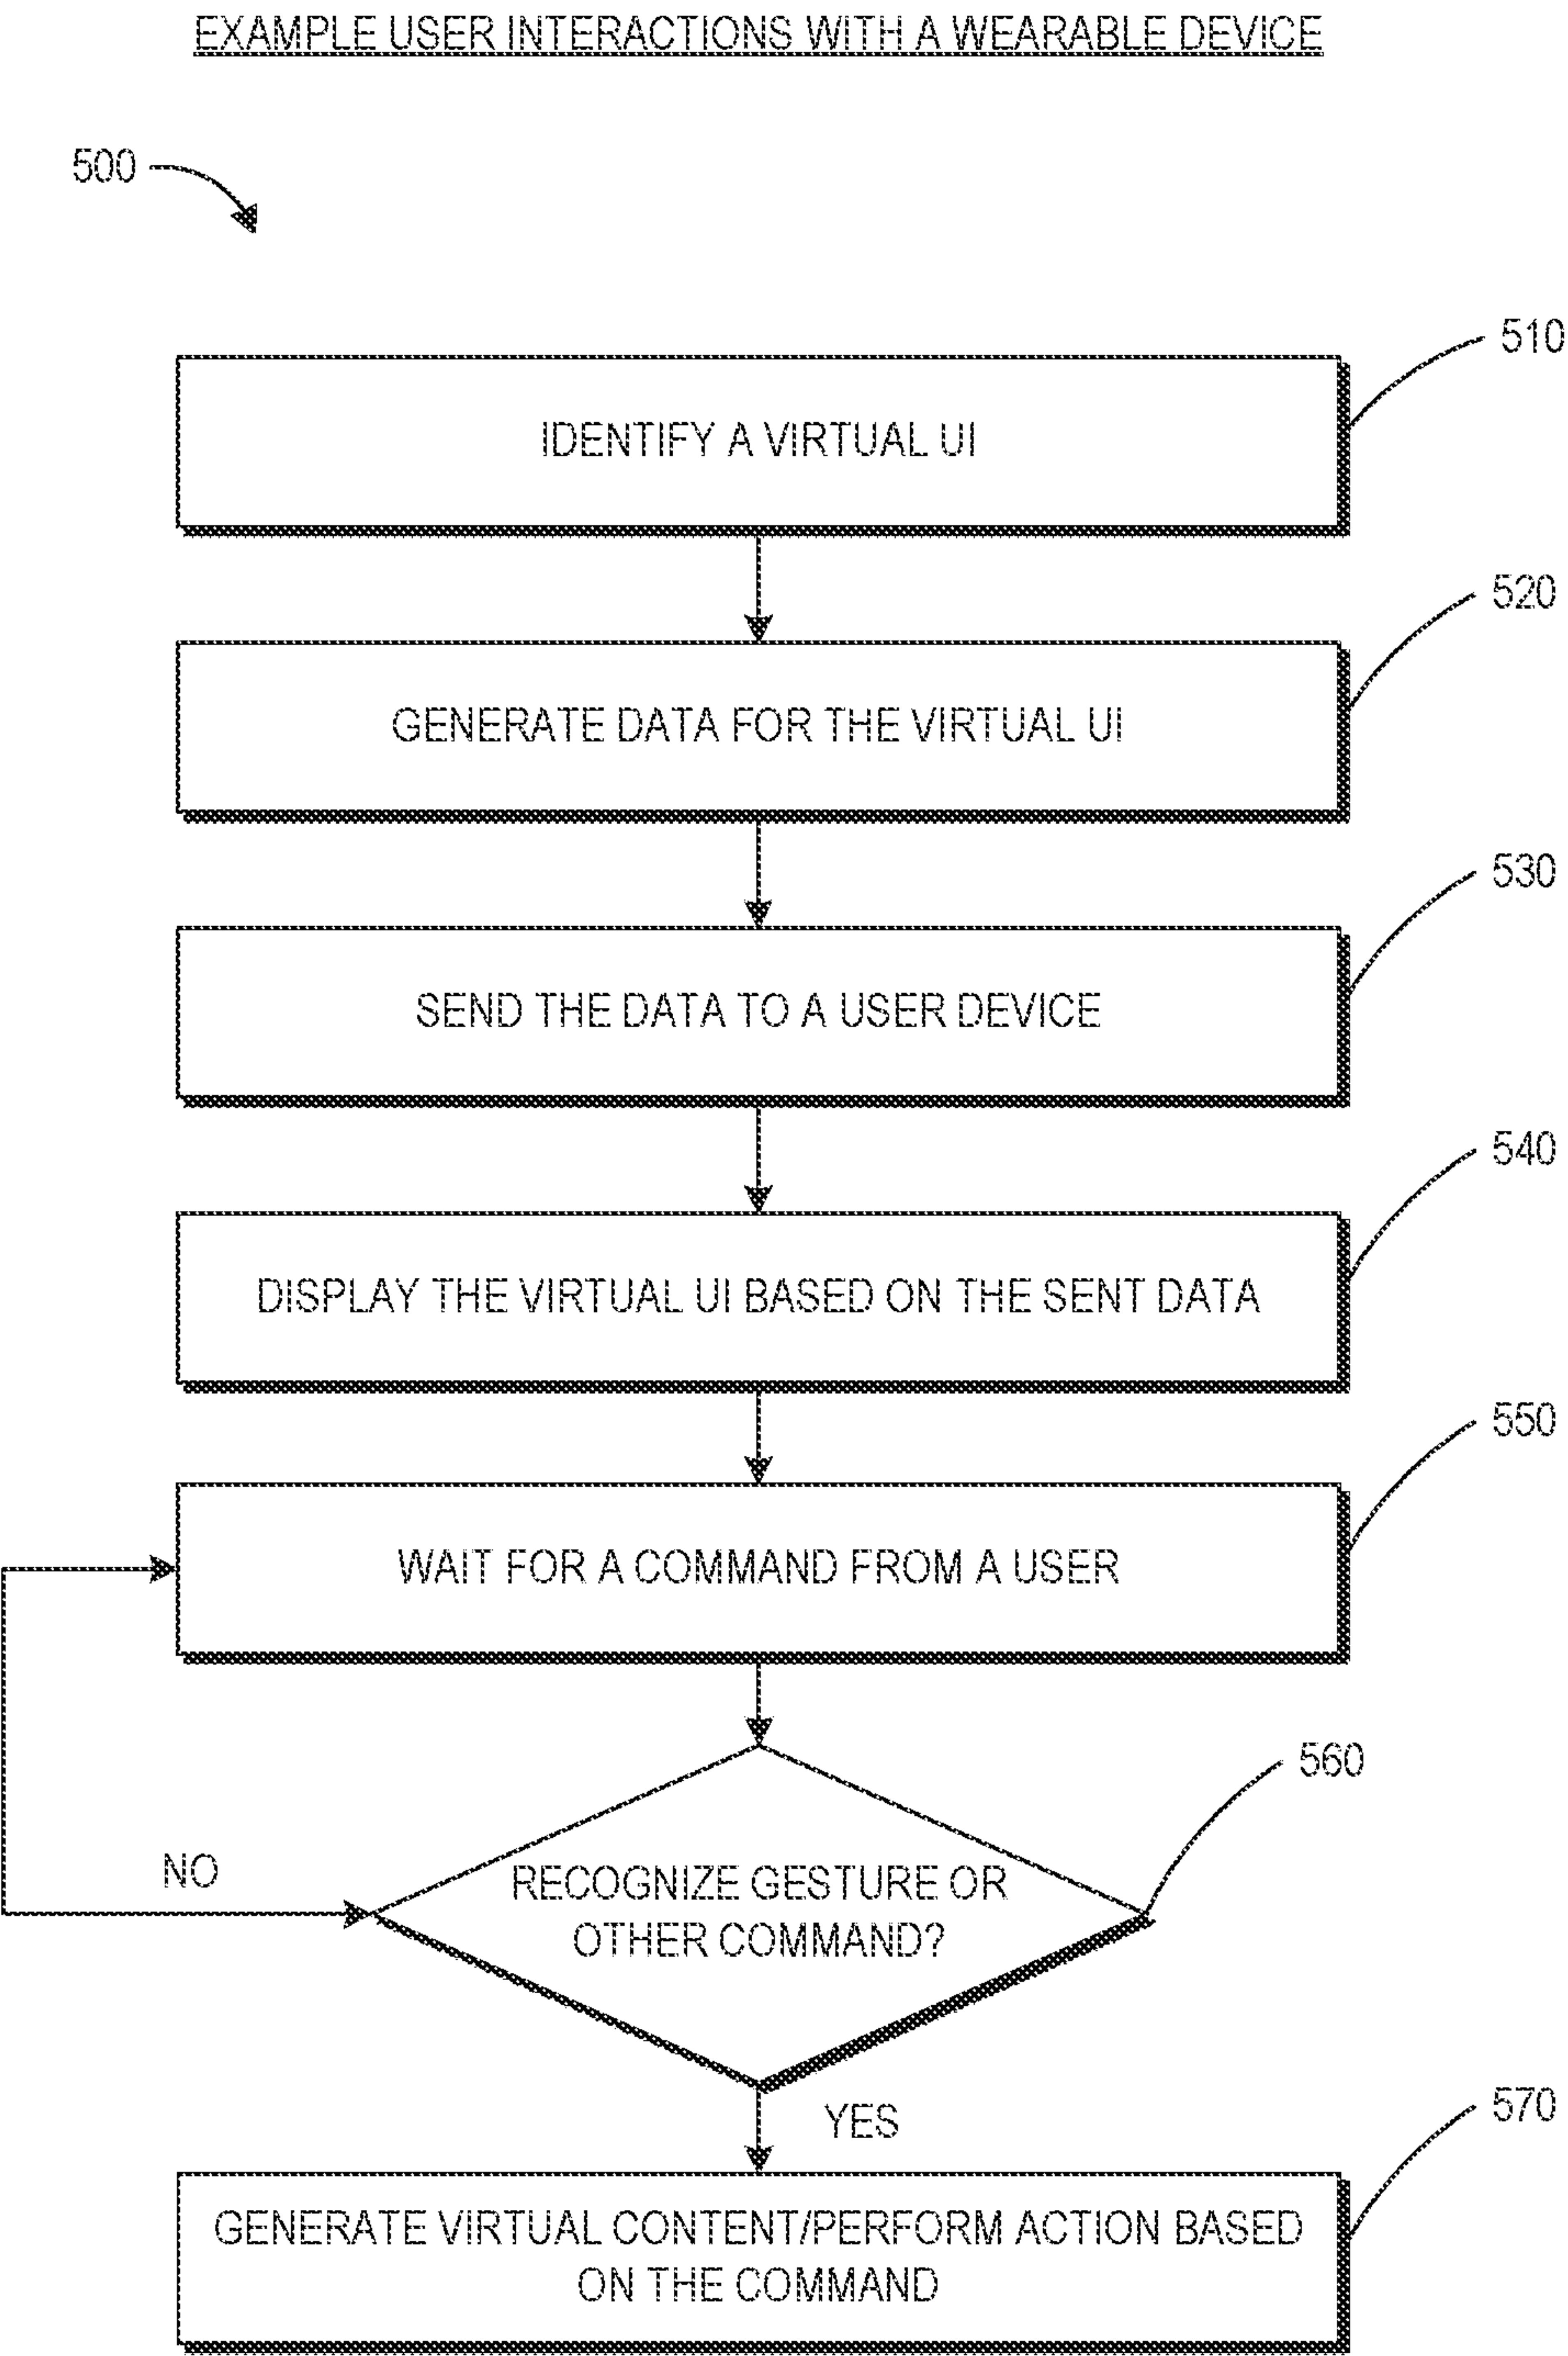 EXAMPLE USER INTERACTIONS WITH A WEARABLE DEVICE
500
510
IDENTIFY A VIRTUAL UI
520
GENERATE DATA FOR THE VIRTUAL UI
530
SEND THE DATA TO A USER DEVICE
540
DISPLAY THE VIRTUAL UI BASED ON THE SENT DATA
550
WAIT FOR A COMMAND FROM A USER
560
NO
RECOGNIZE GESTURE OR
OTHER COMMAND?
YES
570
GENERATE VIRTUAL CONTENT/PERFORM ACTION BASED
ON THE COMMAND